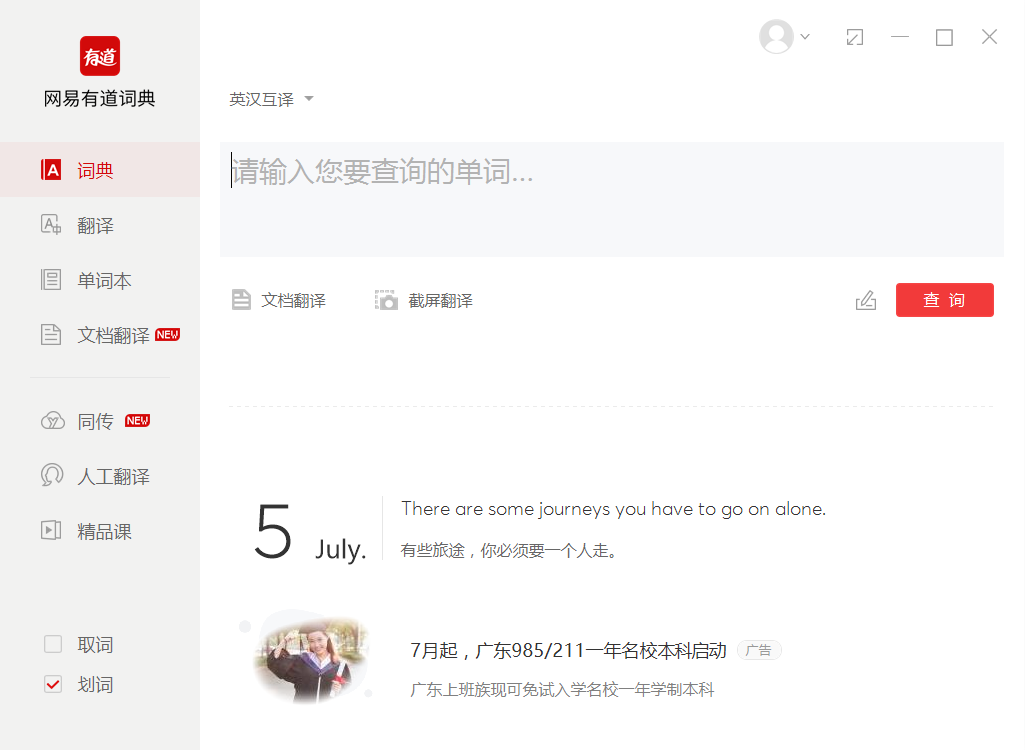 有道
网易有道词典
词典
翻译
单词本
文档翻译 NEW
同传 NEW
人工翻译
精品课
取词
划词
英汉互译
请输入您要查询的单词...
文档翻译 截屏翻译 查 询
5 July.
There are some journeys you have to go on alone.
有些旅途，你必须要一个人走。
7月起，广东985/211一年名校本科启动 广告
广东上班族现可免试入学名校一年学制本科